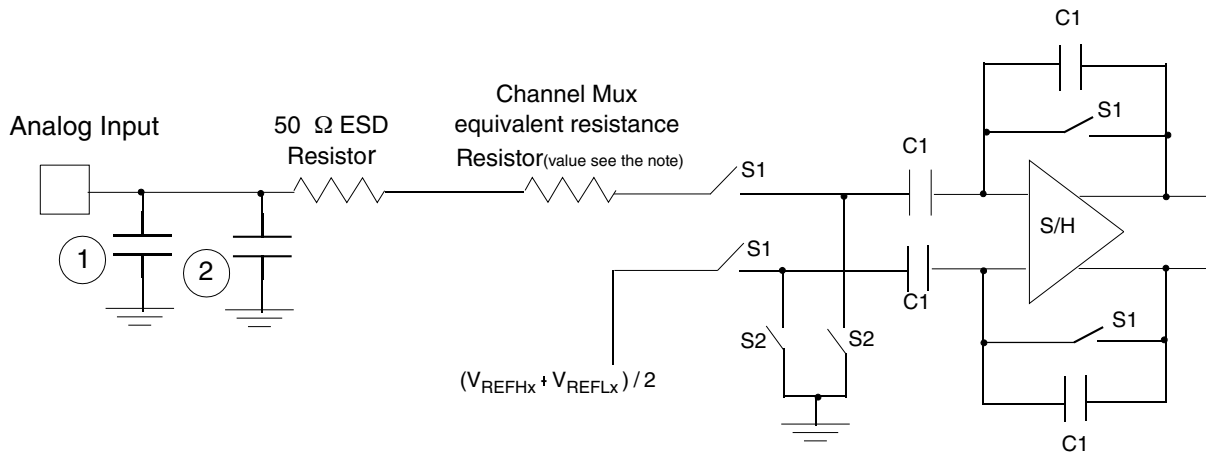 C1
S1
Channel Mux
equivalent resistance
Resistor(value see the note)
Analog Input
50 Ω ESD
Resistor
C1
S1
S/H
1
2
S1
C1
S2
S2
S1
(VREFHx + VREFLx) / 2
C1